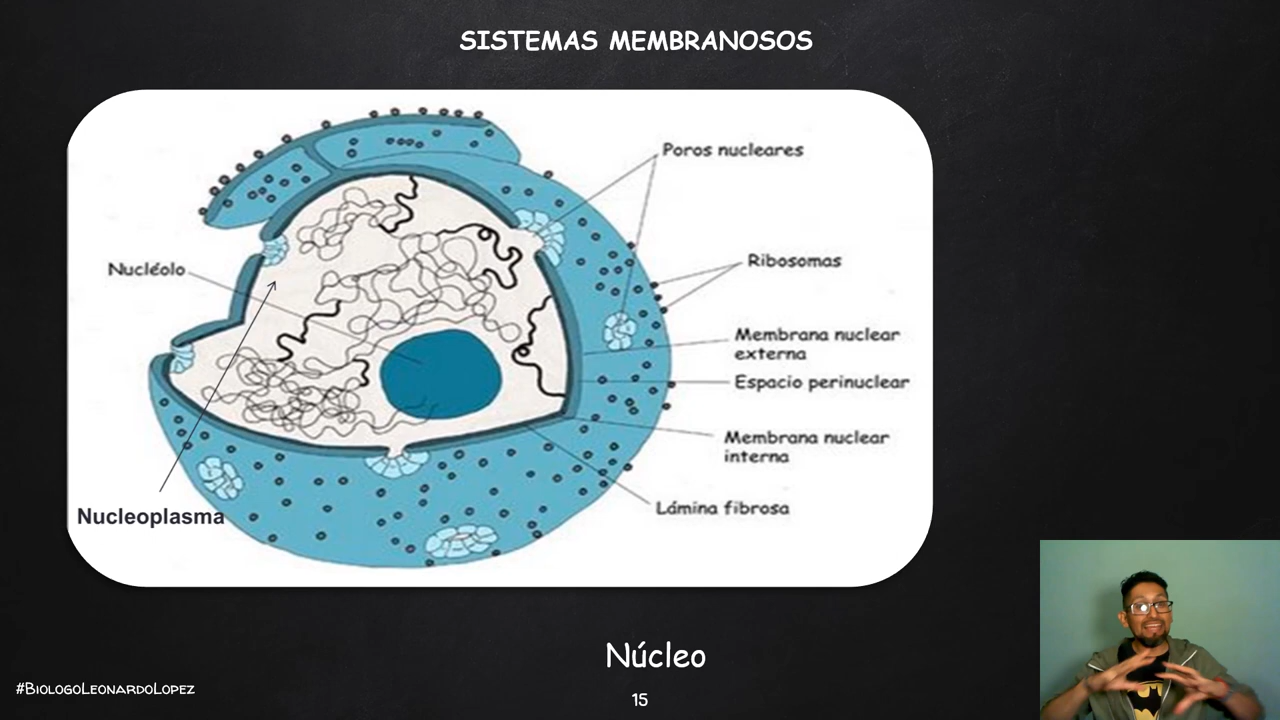 SISTEMAS MEMBRANOSOS
Poros nucleares
Nucléolo
Ribosomas
Membrana nuclear
externa
Espacio perinuclear
Membrana nuclear
interna
Lámina fibrosa
Nucleoplasma
Núcleo
#BiologoLeonardoLopez
15